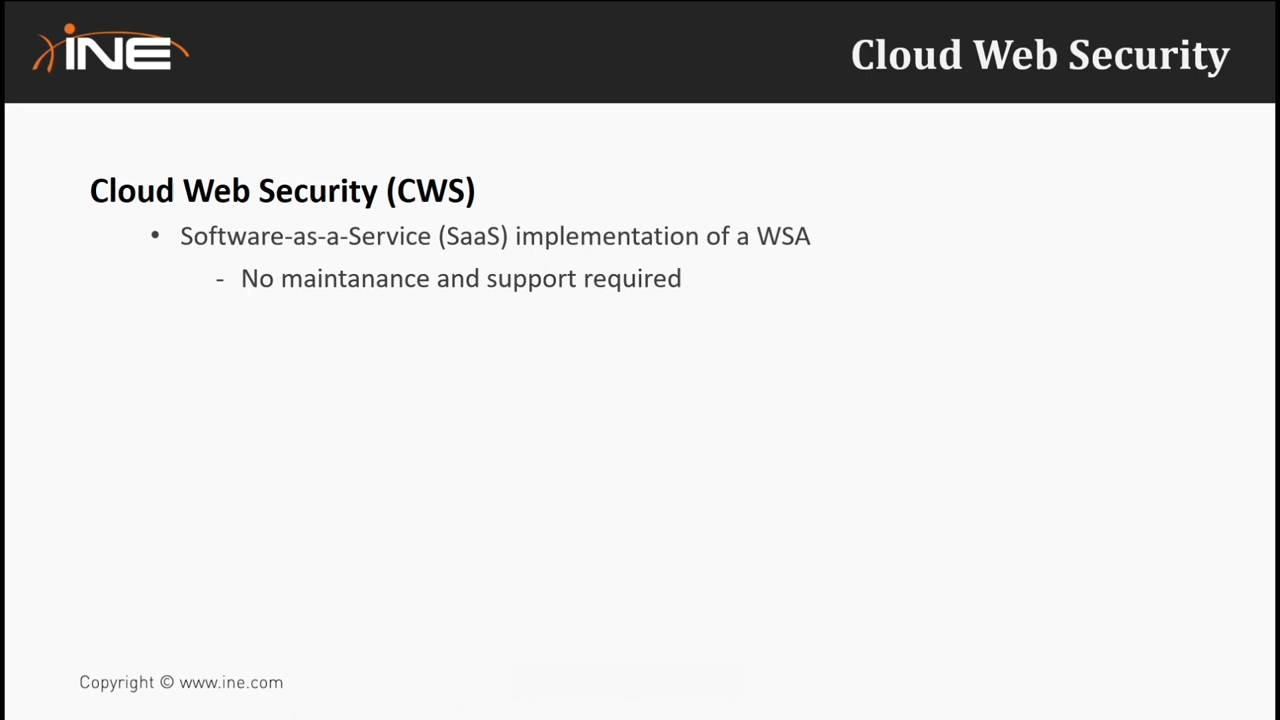 iNE
Cloud Web Security
Cloud Web Security (CWS)
• Software-as-a-Service (SaaS) implementation of a WSA
- No maintanance and support required
Copyright © www.ine.com